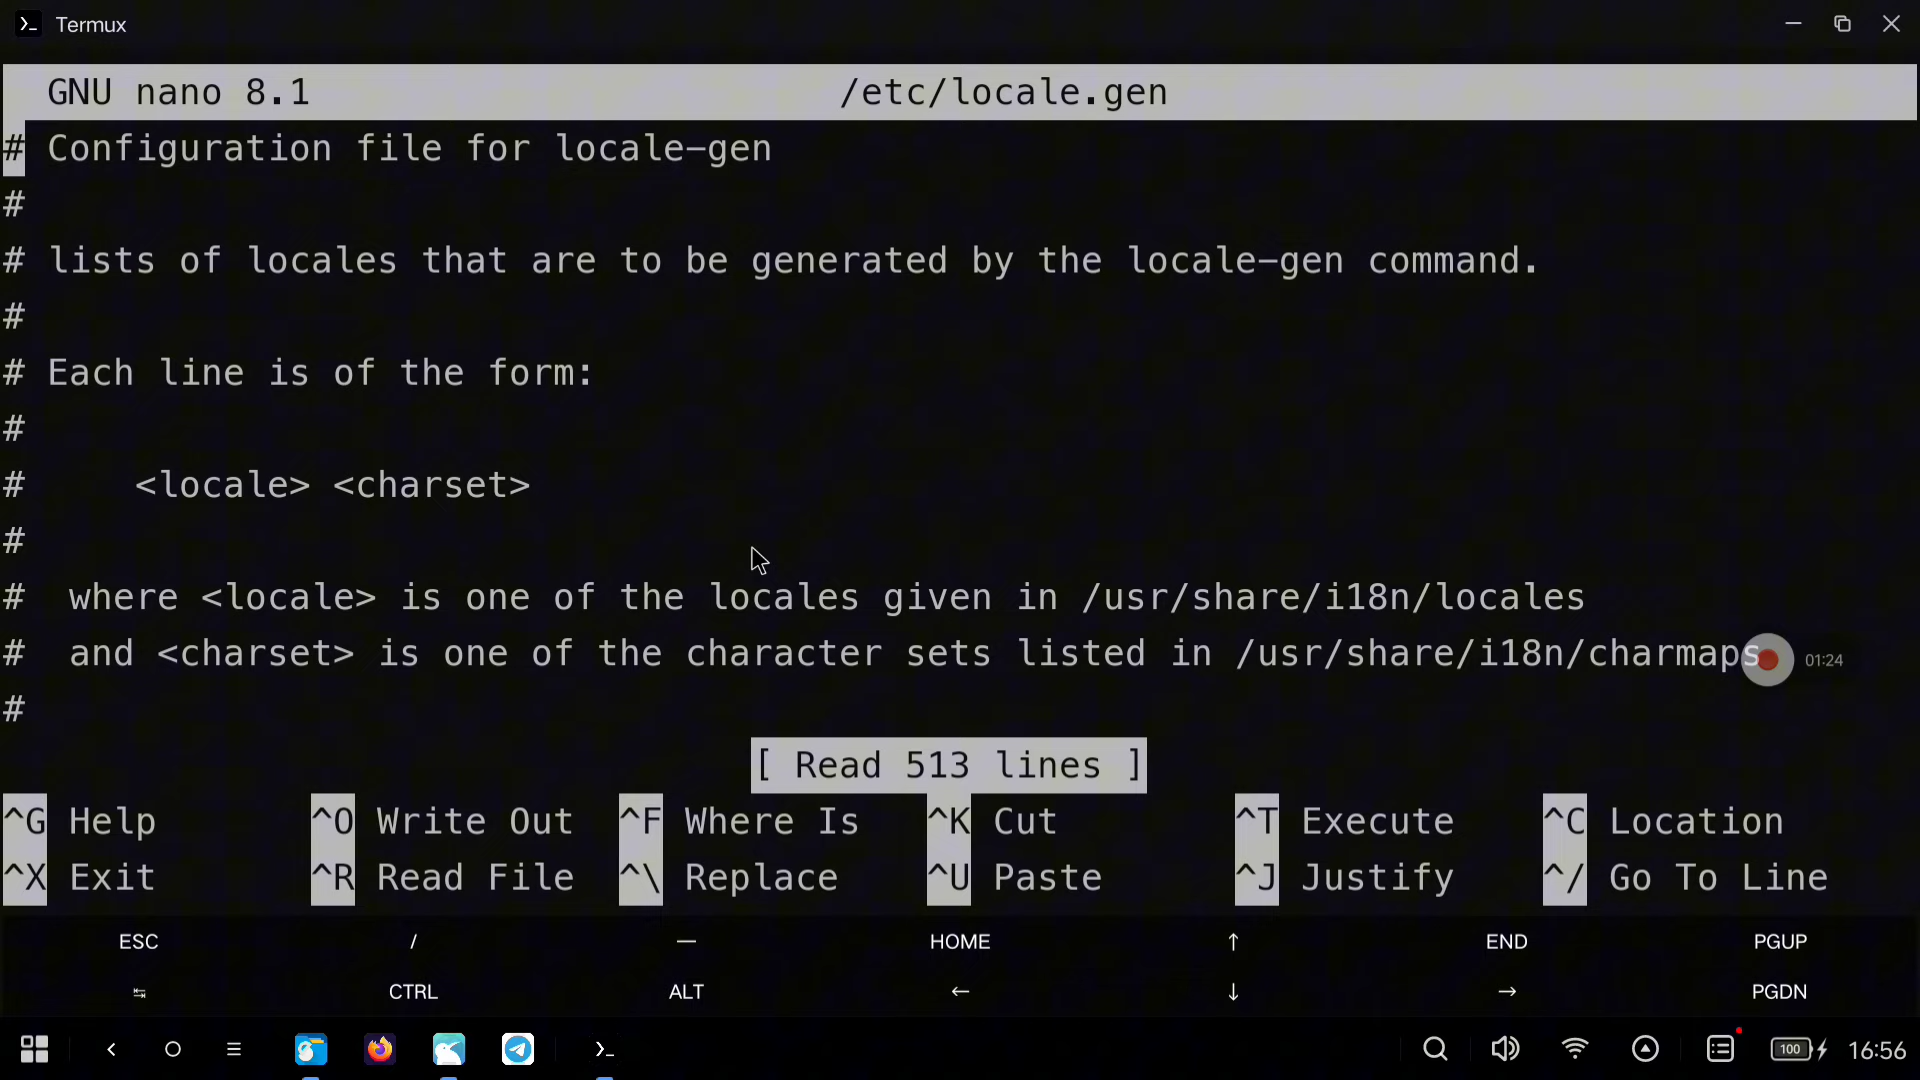 Termux
GNU nano 8.1 /etc/locale.gen
# Configuration file for locale-gen
#
# lists of locales that are to be generated by the locale-gen command.
#
# Each line is of the form:
#
# <locale> <charset>
#
# where <locale> is one of the locales given in /usr/share/i18n/locales
# and <charset> is one of the character sets listed in /usr/share/i18n/charmaps
01:24
#
[ Read 513 lines ]
^G Help ^O Write Out ^F Where Is ^K Cut ^T Execute ^C Location
^X Exit ^R Read File ^\ Replace ^U Paste ^J Justify ^/ Go To Line
ESC / — HOME ↑ END PGUP
↹ CTRL ALT ← ↓ → PGDN
100 16:56